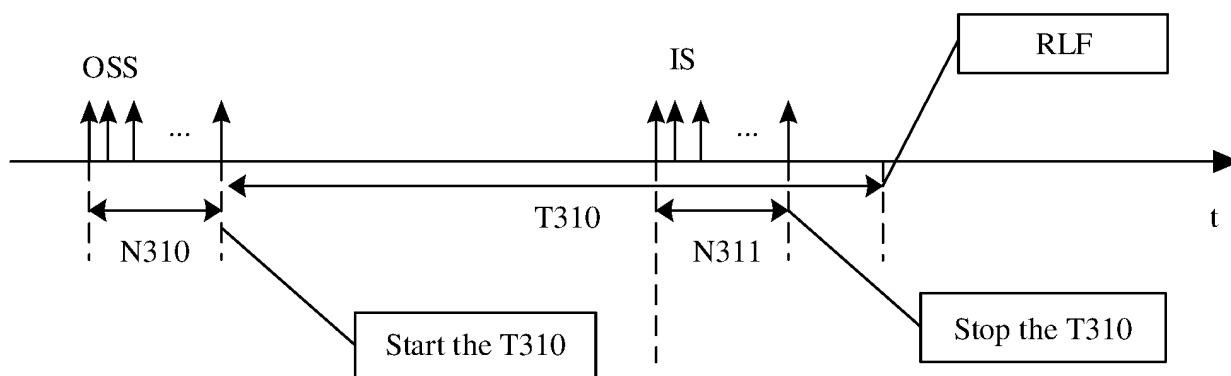 RLF
OSS
IS
...
...
T310
t
N310
N311
Start the T310
Stop the T310